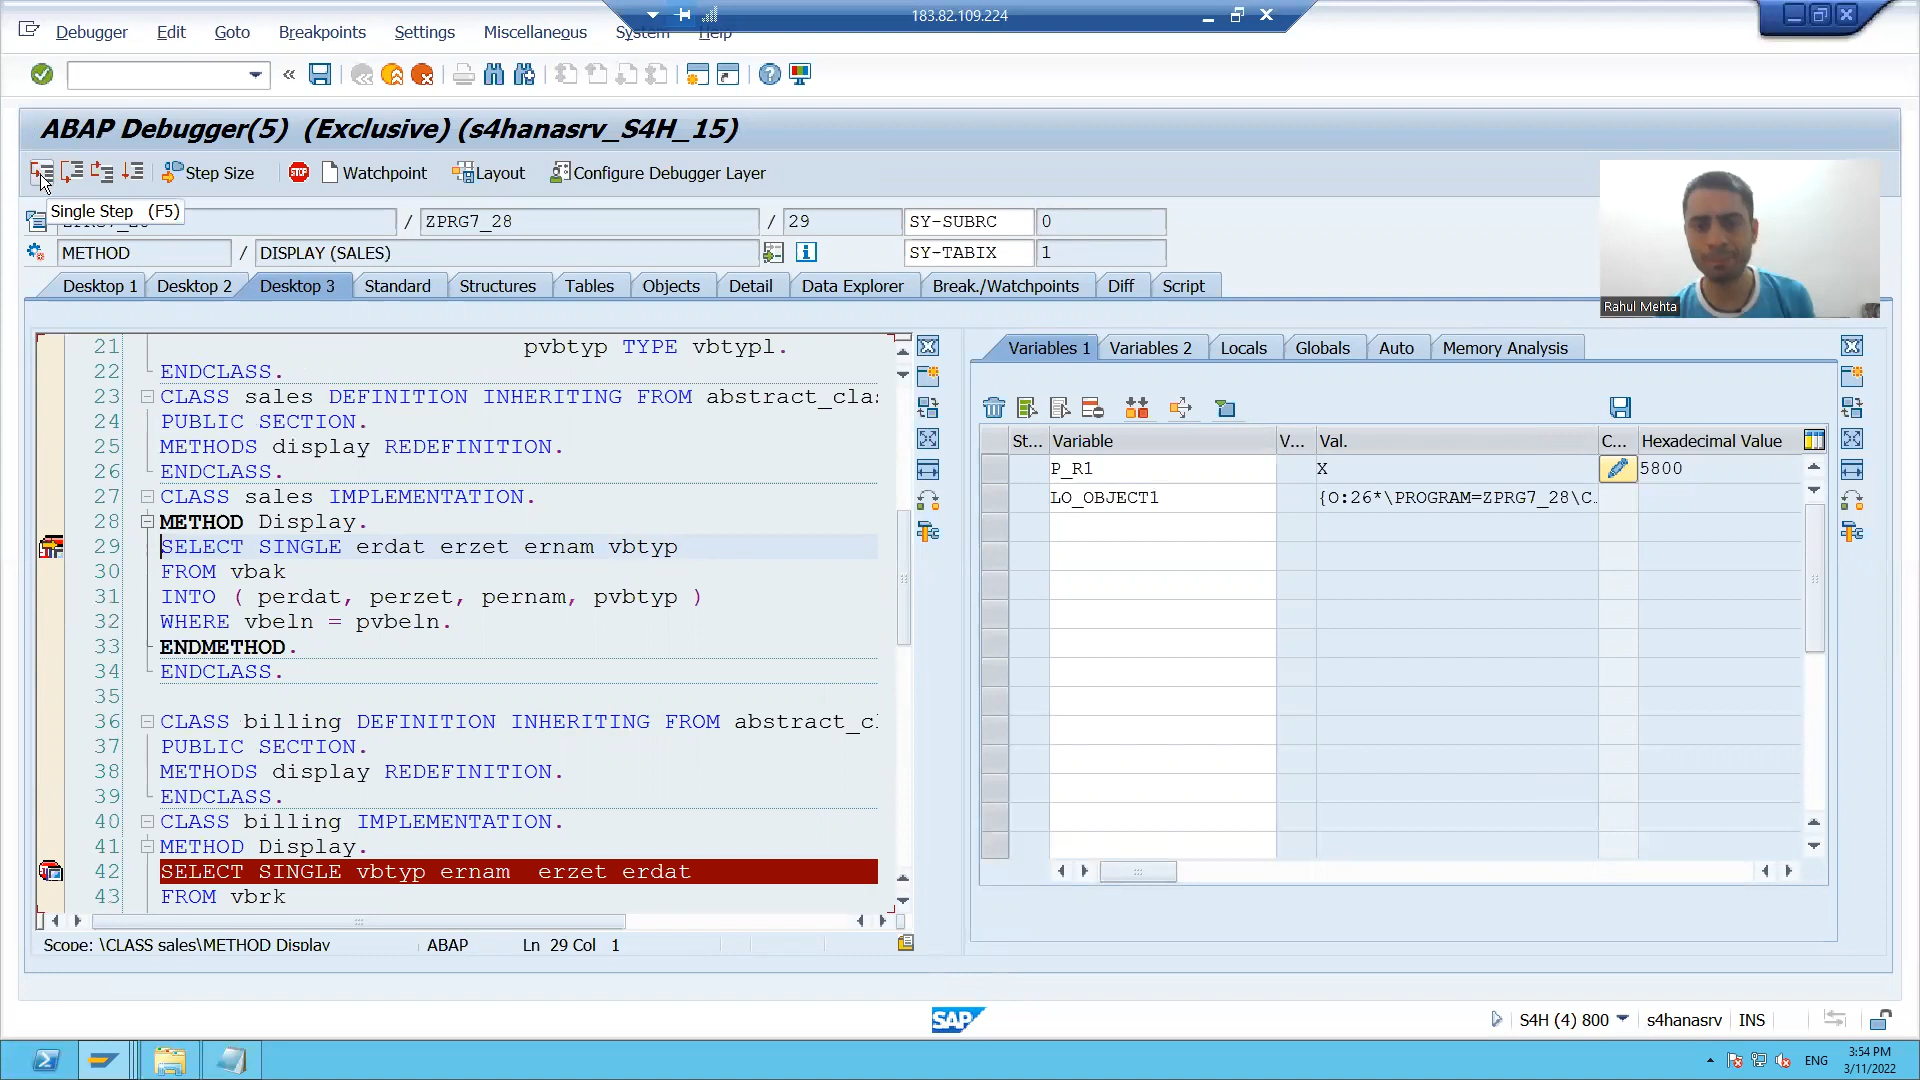 183.82.109.224
Debugger Edit Goto Breakpoints Settings Miscellaneous System Help
ABAP Debugger(5) (Exclusive) (s4hanasrv_S4H_15)
Step Size STOP Watchpoint Layout Configure Debugger Layer
Single Step (F5)
/ ZPRG7_28 / 29 SY-SUBRC 0
METHOD / DISPLAY (SALES) SY-TABIX 1
Rahul Mehta
Desktop 1 Desktop 2 Desktop 3 Standard Structures Tables Objects Detail Data Explorer Break./Watchpoints Diff Script
21 pvbtyp TYPE vbtypl.
22 ENDCLASS.
23 CLASS sales DEFINITION INHERITING FROM abstract_clas
24 PUBLIC SECTION.
25 METHODS display REDEFINITION.
26 ENDCLASS.
27 CLASS sales IMPLEMENTATION.
28 METHOD Display.
29 SELECT SINGLE erdat erzet ernam vbtyp
30 FROM vbak
31 INTO ( perdat, perzet, pernam, pvbtyp )
32 WHERE vbeln = pvbeln.
33 ENDMETHOD.
34 ENDCLASS.
35
36 CLASS billing DEFINITION INHERITING FROM abstract_cl
37 PUBLIC SECTION.
38 METHODS display REDEFINITION.
39 ENDCLASS.
40 CLASS billing IMPLEMENTATION.
41 METHOD Display.
42 SELECT SINGLE vbtyp ernam erzet erdat
43 FROM vbrk
Scope: \CLASS sales\METHOD Display ABAP Ln 29 Col 1
Variables 1 Variables 2 Locals Globals Auto Memory Analysis
St... Variable V... Val. C... Hexadecimal Value
P_R1 X 5800
LO_OBJECT1 {O:26*\PROGRAM=ZPRG7_28\C…
SAP
S4H (4) 800 s4hanasrv INS
ENG
3:54 PM
3/11/2022